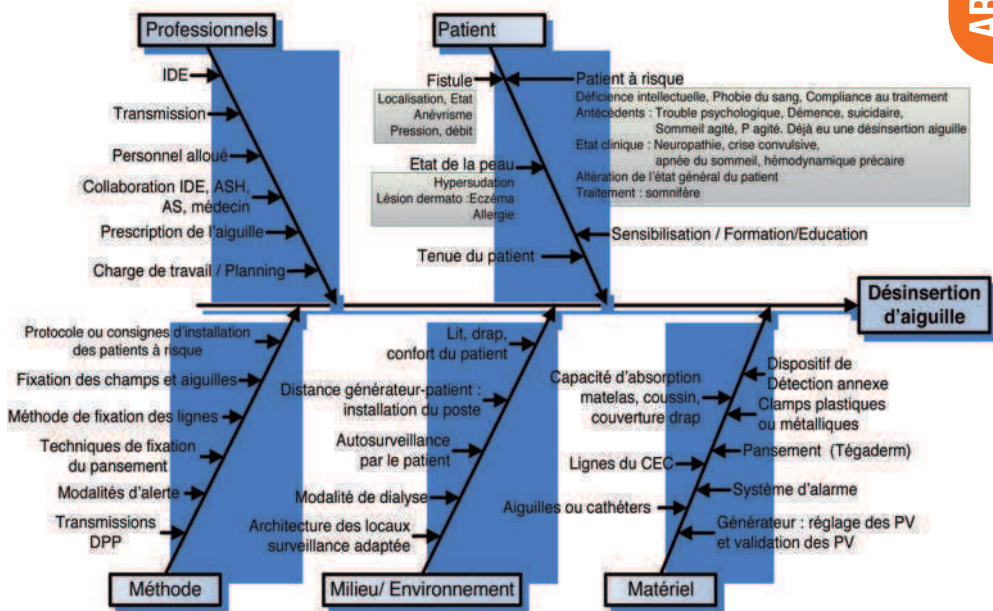 AB
Professionnels
IDE
Transmission
Personnel alloué
Collaboration IDE, ASH,
AS, médecin
Prescription de l'aiguille
Charge de travail / Planning
Patient
Fistule
Localisation, Etat
Anévrisme
Pression, débit
Etat de la peau
Hypersudation
Lésion dermato :Eczéma
Allergie
Tenue du patient
Patient à risque
Déficience intellectuelle, Phobie du sang, Compliance au traitement
Antécédents : Trouble psychologique, Démence, suicidaire,
Sommeil agité, P agité. Déjà eu une désinsertion aiguille
Etat clinique : Neuropathie, crise convulsive,
apnée du sommeil, hémodynamique précaire
Altération de l'état général du patient
Traitement : somnifère
Sensibilisation / Formation/Education
Désinsertion
d'aiguille
Protocole ou consignes d'installation
des patients à risque
Fixation des champs et aiguilles
Méthode de fixation des lignes
Techniques de fixation
du pansement
Modalités d'alerte
Transmissions
DPP
Méthode
Lit, drap,
confort du patient
Distance générateur-patient :
installation du poste
Autosurveillance
par le patient
Modalité de dialyse
Architecture des locaux
surveillance adaptée
Milieu/ Environnement
Capacité d'absorption
matelas, coussin,
couverture drap
Lignes du CEC
Aiguilles ou cathéters
Dispositif de
Détection annexe
Clamps plastiques
ou métalliques
Pansement (Tégaderm)
Système d'alarme
Générateur : réglage des PV
et validation des PV
Matériel